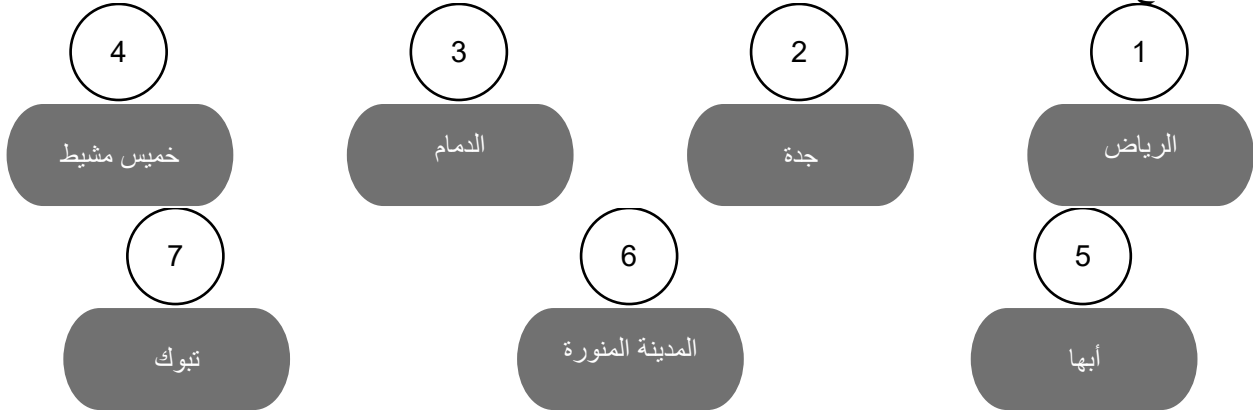 1
الرياض
2
جدة
3
الدمام
4
خميس مشيط
5
أبها
6
المدينة المنورة
7
تبوك